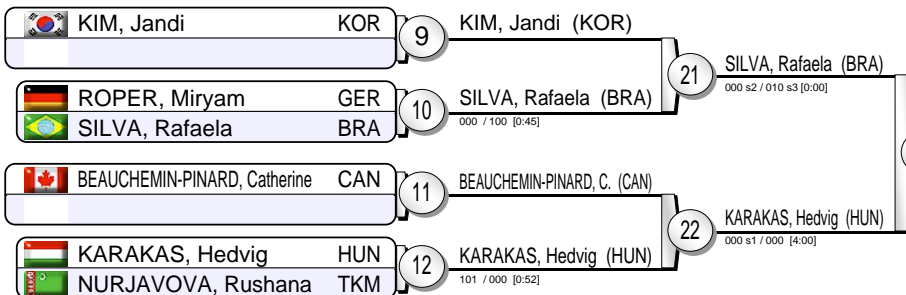 KIM, Jandi KOR
9
KIM, Jandi (KOR)
ROPER, Miryam GER
SILVA, Rafaela BRA
10
SILVA, Rafaela (BRA)
000 / 100 [0:45]
21
SILVA, Rafaela (BRA)
000 s2 / 010 s3 [0:00]
BEAUCHEMIN-PINARD, Catherine CAN
11
BEAUCHEMIN-PINARD, C. (CAN)
KARAKAS, Hedvig HUN
NURJAVOVA, Rushana TKM
12
KARAKAS, Hedvig (HUN)
101 / 000 [0:52]
22
KARAKAS, Hedvig (HUN)
000 s1 / 000 [4:00]